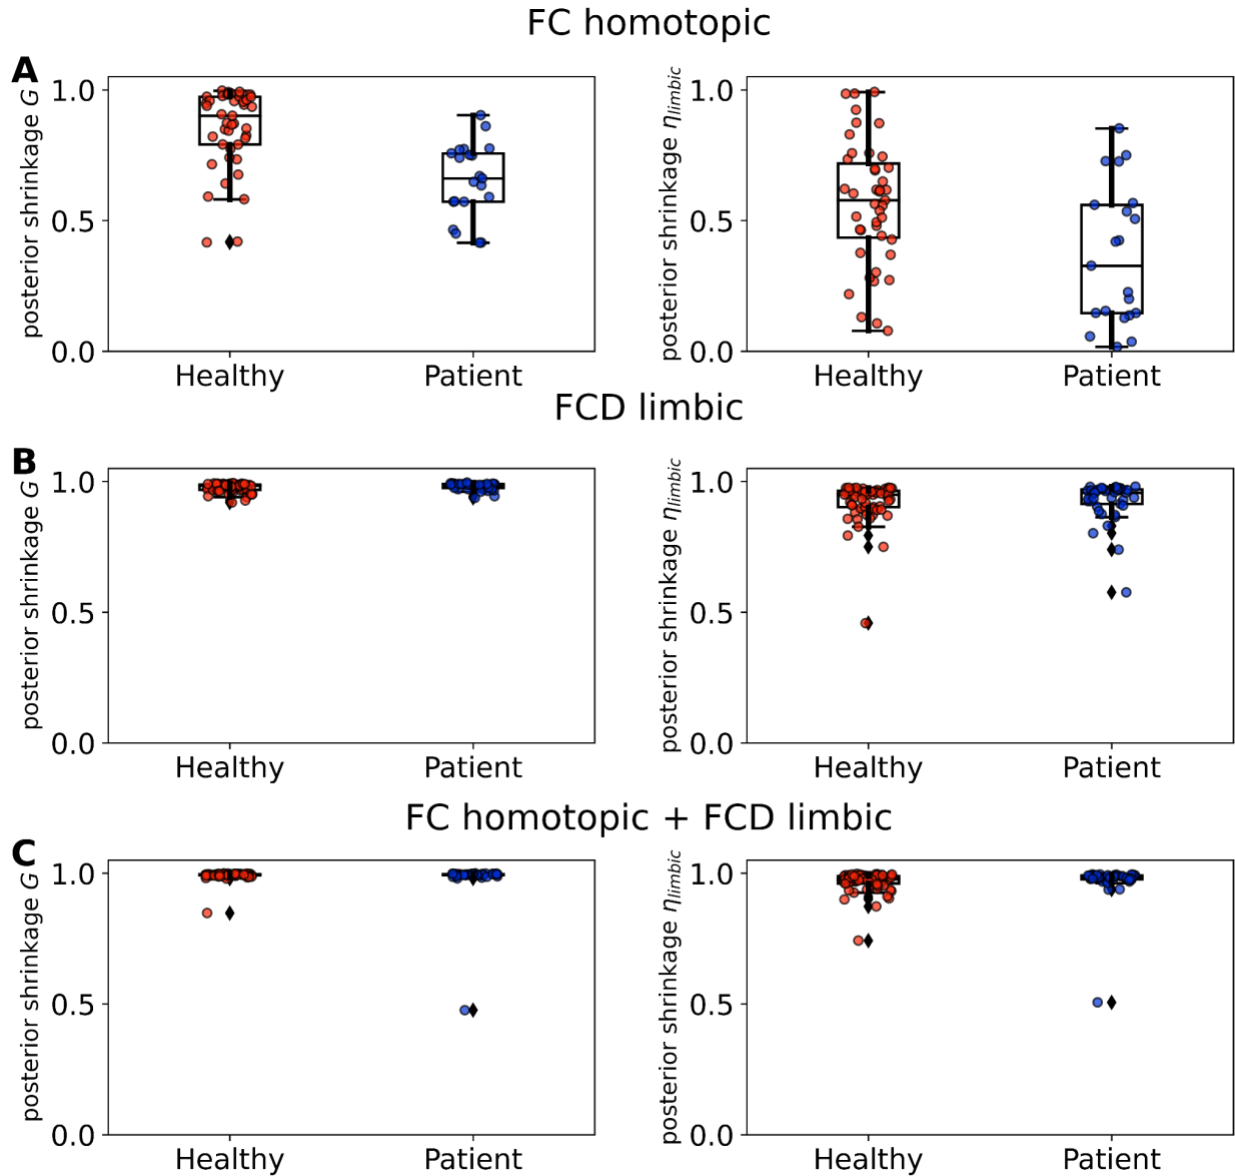 FC homotopic
A
posterior shrinkage G
1.0
0.5
0.0
Healthy
Patient
posterior shrinkage ηlimbic
1.0
0.5
0.0
Healthy
Patient
FCD limbic
B
posterior shrinkage G
1.0
0.5
0.0
Healthy
Patient
posterior shrinkage ηlimbic
1.0
0.5
0.0
Healthy
Patient
FC homotopic + FCD limbic
C
posterior shrinkage G
1.0
0.5
0.0
Healthy
Patient
posterior shrinkage ηlimbic
1.0
0.5
0.0
Healthy
Patient